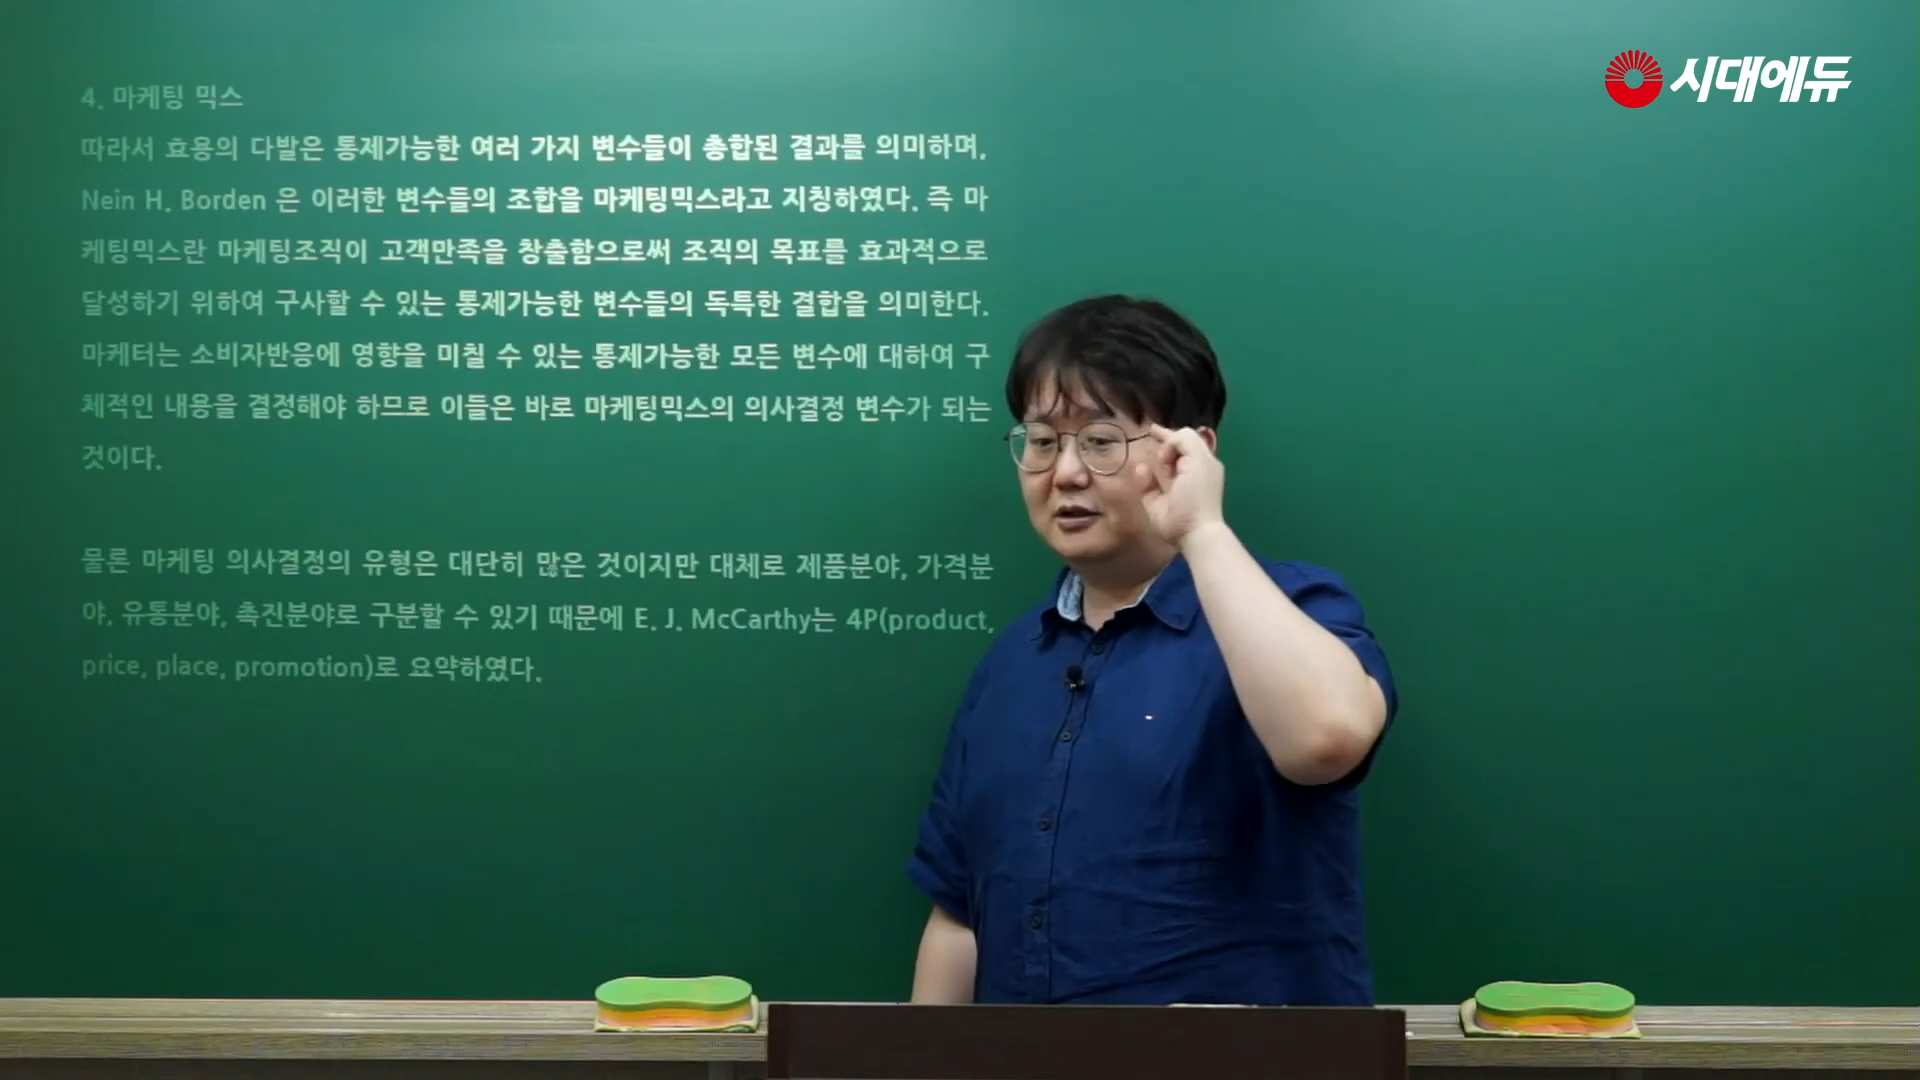 시대에듀
4. 마케팅 믹스
따라서 효용의 다발은 통제가능한 여러 가지 변수들이 총합된 결과를 의미하며,
Nein H. Borden 은 이러한 변수들의 조합을 마케팅믹스라고 지칭하였다. 즉 마
케팅믹스란 마케팅조직이 고객만족을 창출함으로써 조직의 목표를 효과적으로
달성하기 위하여 구사할 수 있는 통제가능한 변수들의 독특한 결합을 의미한다.
마케터는 소비자반응에 영향을 미칠 수 있는 통제가능한 모든 변수에 대하여 구
체적인 내용을 결정해야 하므로 이들은 바로 마케팅믹스의 의사결정 변수가 되는
것이다.
물론 마케팅 의사결정의 유형은 대단히 많은 것이지만 대체로 제품분야, 가격분
야, 유통분야, 촉진분야로 구분할 수 있기 때문에 E. J. McCarthy는 4P(product,
price, place, promotion)로 요약하였다.